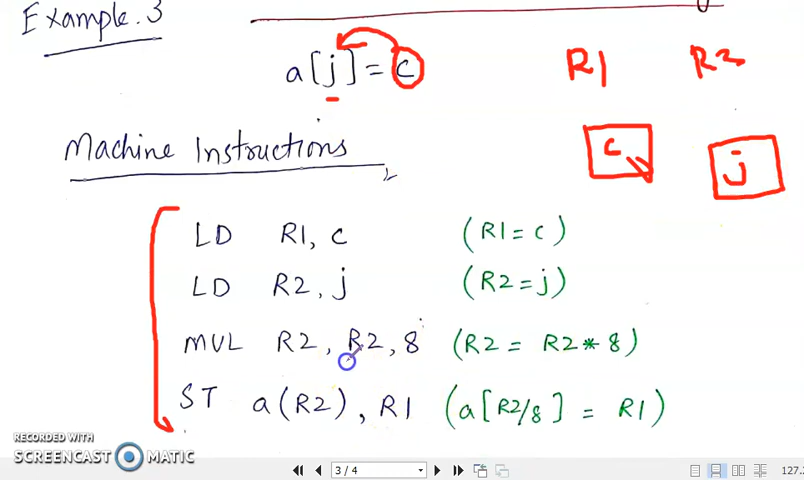 Example.3
a[j] = c
R1 R2
c
j
Machine Instructions
LD R1, c (R1 = c)
LD R2, j (R2 = j)
MUL R2, R2, 8 (R2 = R2 * 8)
ST a(R2), R1 (a[R2/8] = R1)
RECORDED WITH
SCREENCAST MATIC
3 / 4
127.